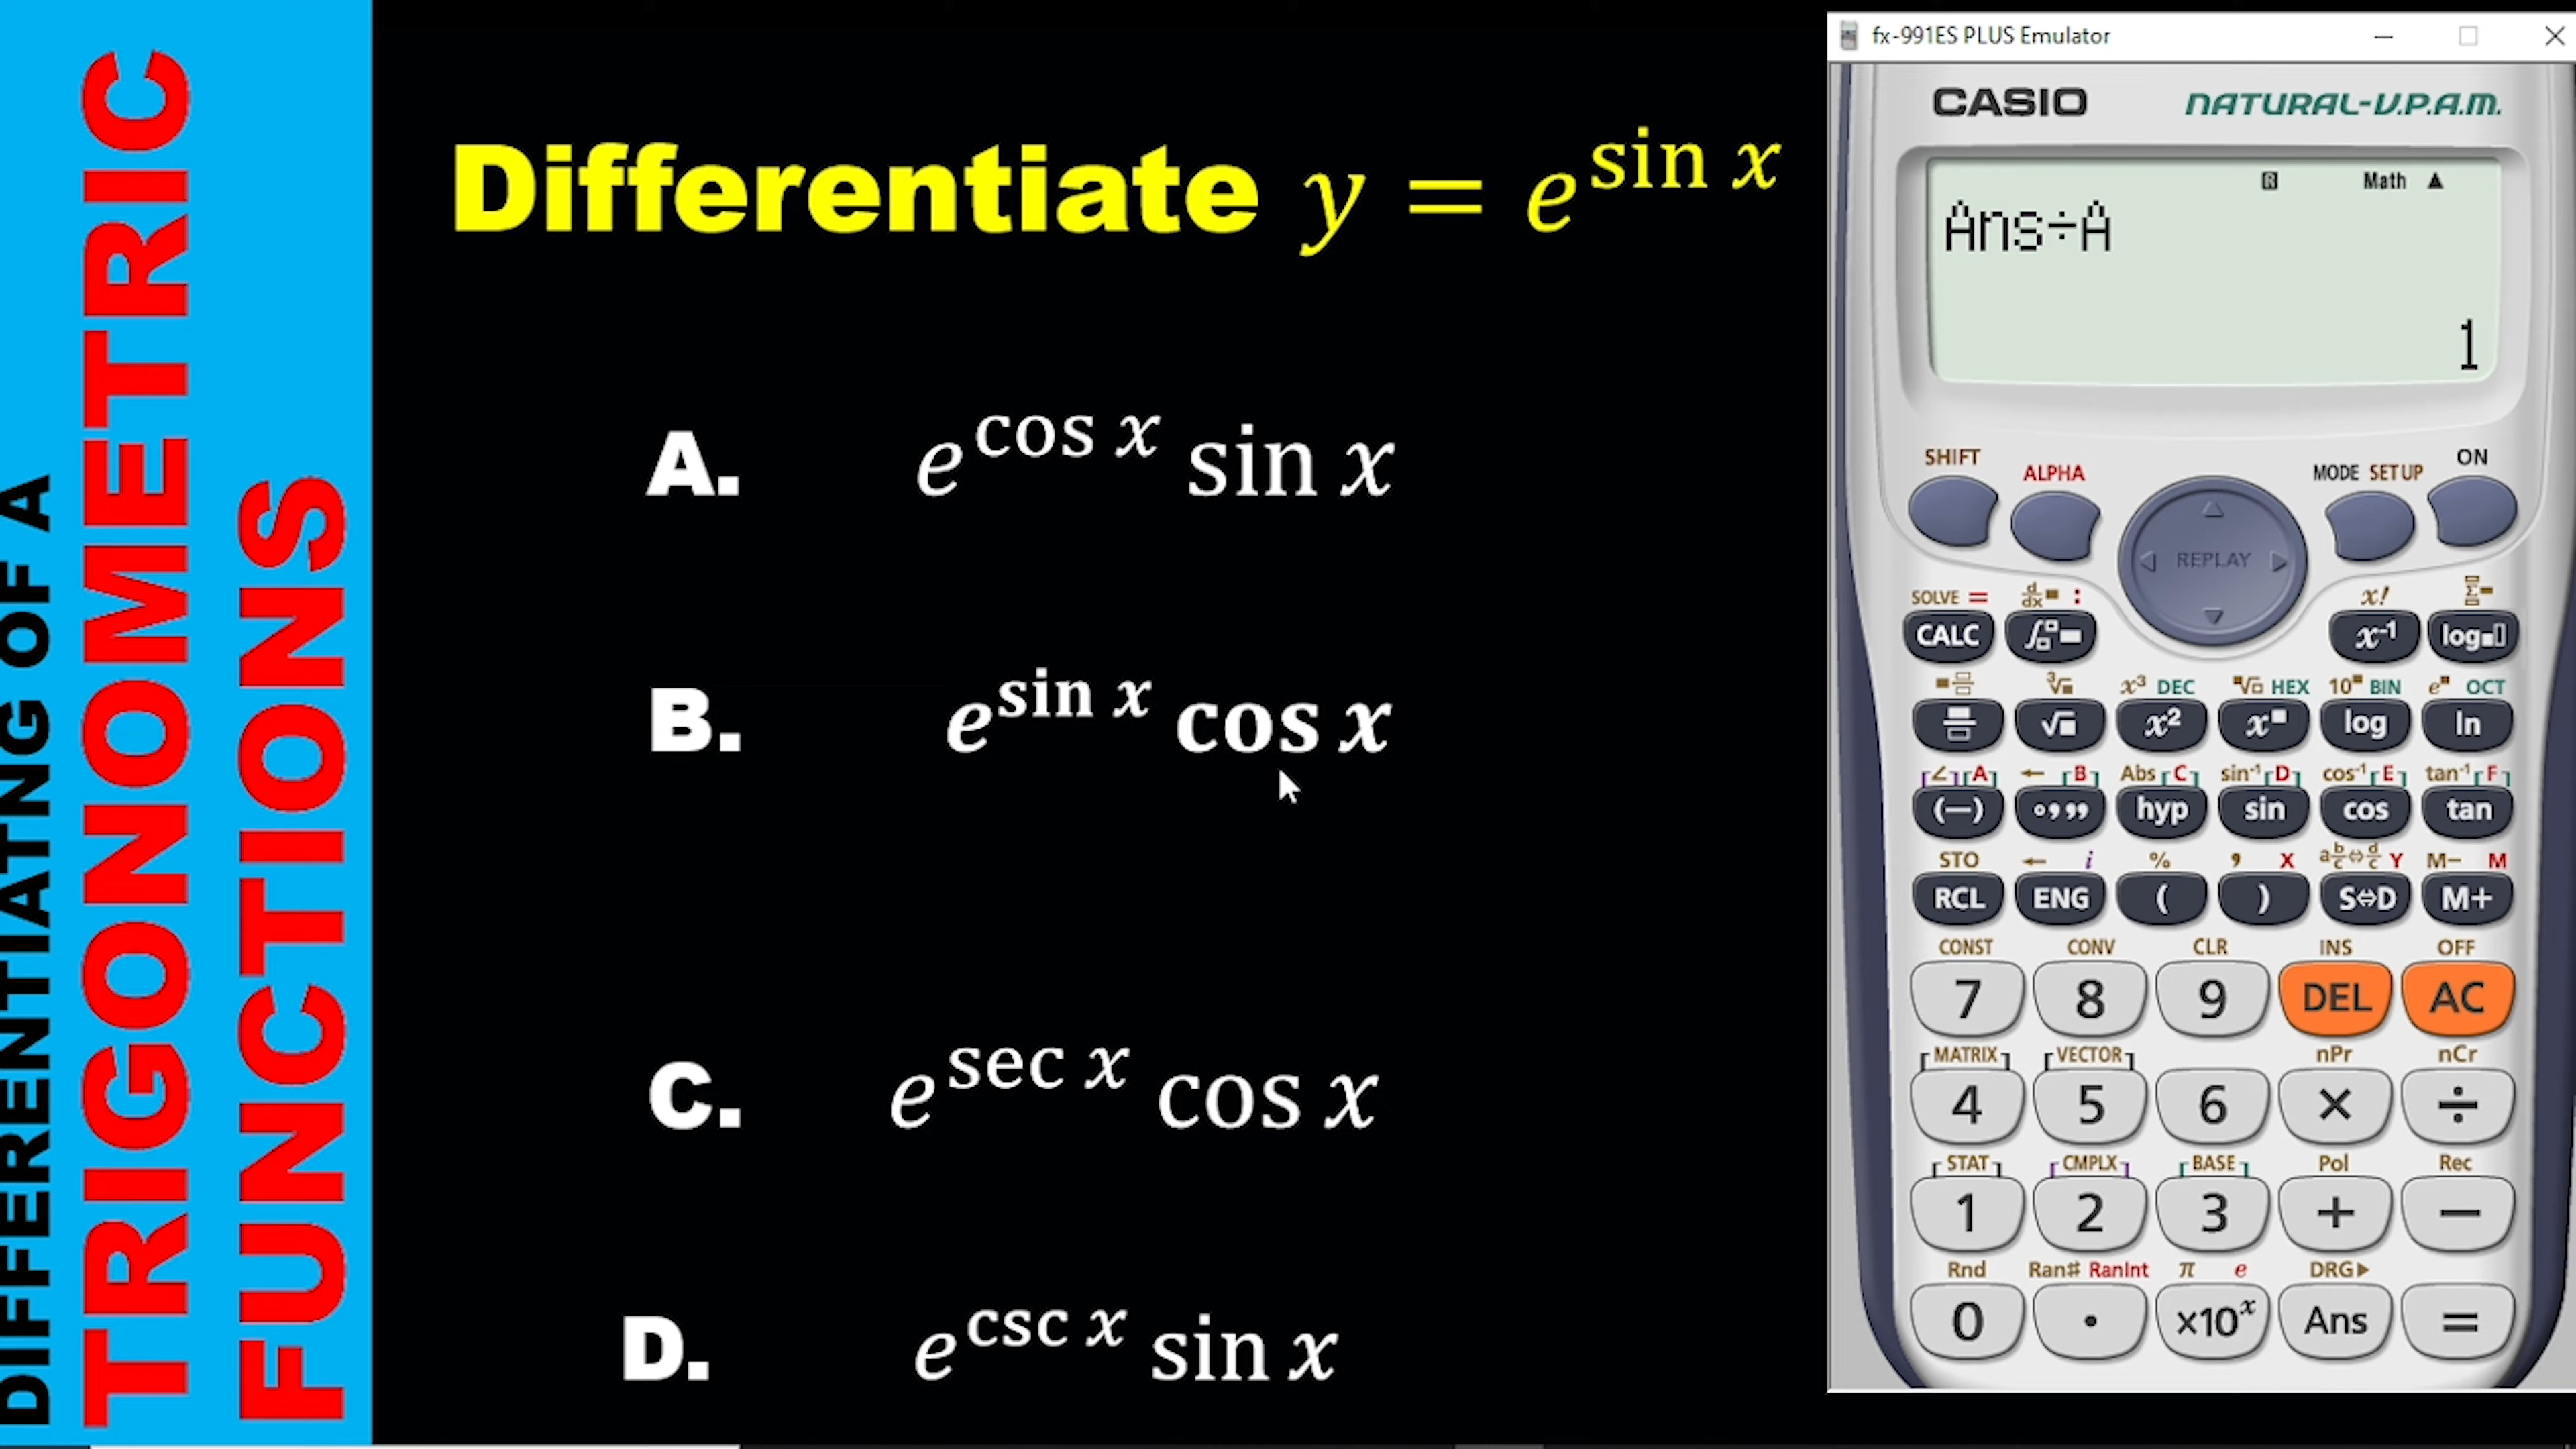 DIFFERENTIATNG OF A
TRIGONOMETRIC
FUNCTIONS
Differentiate y = e^{sin x}
A. e^{cos x} sin x
B. e^{sin x} cos x
C. e^{sec x} cos x
D. e^{csc x} sin x
fx-991ES PLUS Emulator
CASIO NATURAL-V.P.A.M.
R Math ▲
Ans÷A
1
SHIFT ALPHA MODE SETUP ON
REPLAY
SOLVE = d/dx■ : x! Σ
CALC ∫ x⁻¹ log
³√■ x³ DEC ■√□ HEX 10■ BIN e■ OCT
√■ x² x■ log ln
∠ A ← B Abs C sin⁻¹ D cos⁻¹ E tan⁻¹ F
(−) °,,, hyp sin cos tan
STO ← i % , X a b/c⇔d/c Y M− M
RCL ENG ( ) S⇔D M+
CONST CONV CLR INS OFF
7 8 9 DEL AC
MATRIX VECTOR nPr nCr
4 5 6 × ÷
STAT CMPLX BASE Pol Rec
1 2 3 + −
Rnd Ran# RanInt π e DRG▶
0 . ×10ˣ Ans =